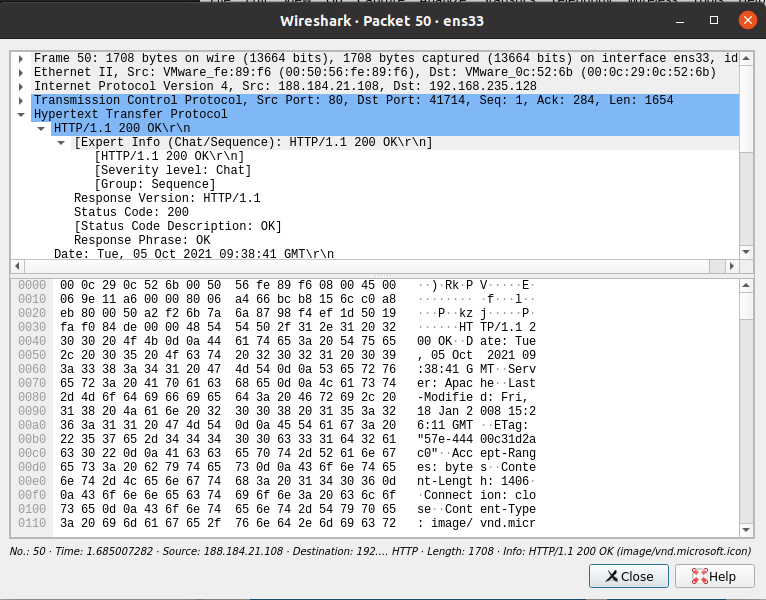 Wireshark · Packet 50 · ens33
Frame 50: 1708 bytes on wire (13664 bits), 1708 bytes captured (13664 bits) on interface ens33, id
Ethernet II, Src: VMware_fe:89:f6 (00:50:56:fe:89:f6), Dst: VMware_0c:52:6b (00:0c:29:0c:52:6b)
Internet Protocol Version 4, Src: 188.184.21.108, Dst: 192.168.235.128
Transmission Control Protocol, Src Port: 80, Dst Port: 41714, Seq: 1, Ack: 284, Len: 1654
Hypertext Transfer Protocol
HTTP/1.1 200 OK\r\n
[Expert Info (Chat/Sequence): HTTP/1.1 200 OK\r\n]
[HTTP/1.1 200 OK\r\n]
[Severity level: Chat]
[Group: Sequence]
Response Version: HTTP/1.1
Status Code: 200
[Status Code Description: OK]
Response Phrase: OK
Date: Tue, 05 Oct 2021 09:38:41 GMT\r\n
0000 00 0c 29 0c 52 6b 00 50 56 fe 89 f6 08 00 45 00 ··)·Rk·P V·····E·
0010 06 9e 11 a6 00 00 80 06 a4 66 bc b8 15 6c c0 a8 ········ ·f···l··
0020 eb 80 00 50 a2 f2 6b 7a 6a 87 98 f4 ef 1d 50 19 ···P··kz j·····P·
0030 fa f0 84 de 00 00 48 54 54 50 2f 31 2e 31 20 32 ······HT TP/1.1 2
0040 30 30 20 4f 4b 0d 0a 44 61 74 65 3a 20 54 75 65 00 OK··D ate: Tue
0050 2c 20 30 35 20 4f 63 74 20 32 30 32 31 20 30 39 , 05 Oct 2021 09
0060 3a 33 38 3a 34 31 20 47 4d 54 0d 0a 53 65 72 76 :38:41 G MT··Serv
0070 65 72 3a 20 41 70 61 63 68 65 0d 0a 4c 61 73 74 er: Apac he··Last
0080 2d 4d 6f 64 69 66 69 65 64 3a 20 46 72 69 2c 20 -Modifie d: Fri,
0090 31 38 20 4a 61 6e 20 32 30 30 38 20 31 35 3a 32 18 Jan 2 008 15:2
00a0 36 3a 31 31 20 47 4d 54 0d 0a 45 54 61 67 3a 20 6:11 GMT ··ETag:
00b0 22 35 37 65 2d 34 34 34 30 30 63 33 31 64 32 61 "57e-444 00c31d2a
00c0 63 30 22 0d 0a 41 63 63 65 70 74 2d 52 61 6e 67 c0"··Acc ept-Rang
00d0 65 73 3a 20 62 79 74 65 73 0d 0a 43 6f 6e 74 65 es: byte s··Conte
00e0 6e 74 2d 4c 65 6e 67 74 68 3a 20 31 34 30 36 0d nt-Lengt h: 1406·
00f0 0a 43 6f 6e 6e 65 63 74 69 6f 6e 3a 20 63 6c 6f ·Connect ion: clo
0100 73 65 0d 0a 43 6f 6e 74 65 6e 74 2d 54 79 70 65 se··Cont ent-Type
0110 3a 20 69 6d 61 67 65 2f 76 6e 64 2e 6d 69 63 72 : image/ vnd.micr
No.: 50 · Time: 1.685007282 · Source: 188.184.21.108 · Destination: 192.... HTTP · Length: 1708 · Info: HTTP/1.1 200 OK (image/vnd.microsoft.icon)
Close
Help